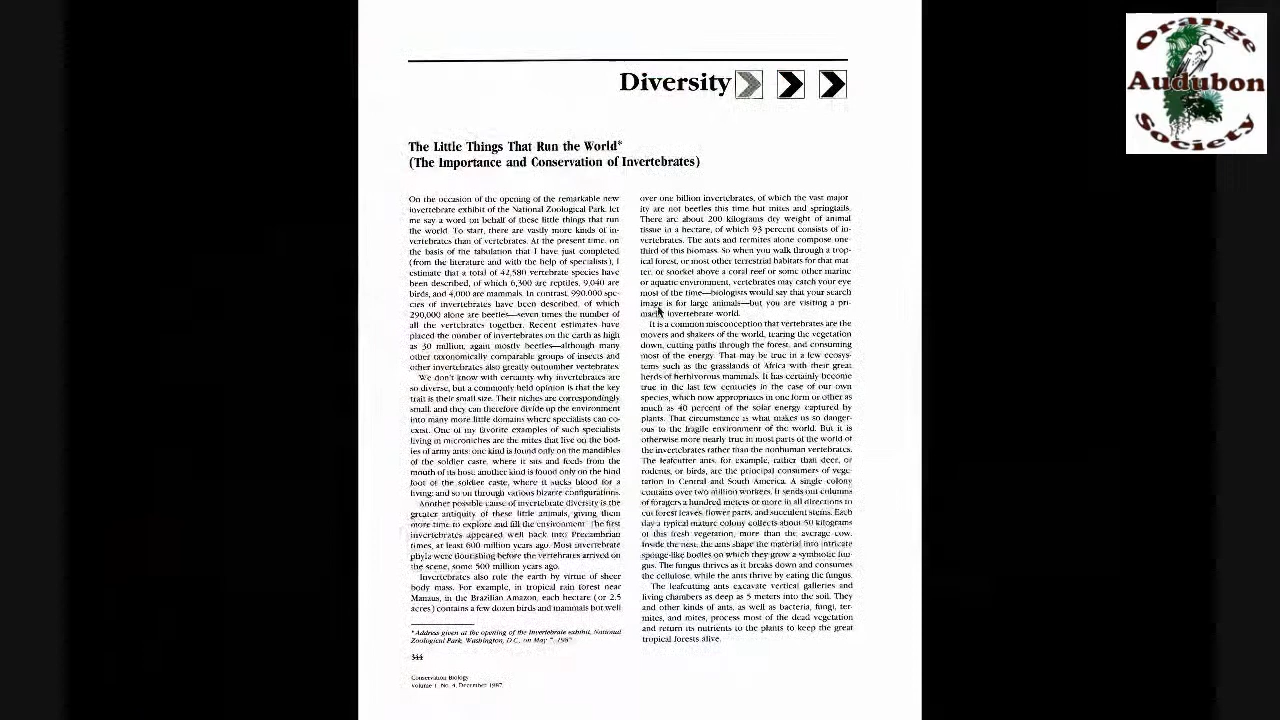 Orange
Audubon
Society
Diversity
The Little Things That Run the World*
(The Importance and Conservation of Invertebrates)
On the occasion of the opening of the remarkable new
invertebrate exhibit of the National Zoological Park, let
me say a word on behalf of these little things that run
the world. To start, there are vastly more kinds of in-
vertebrates than of vertebrates. At the present time, on
the basis of the tabulation that I have just completed
(from the literature and with the help of specialists), I
estimate that a total of 42,580 vertebrate species have
been described, of which 6,300 are reptiles, 9,040 are
birds, and 4,000 are mammals. In contrast, 990,000 spe-
cies of invertebrates have been described, of which
290,000 alone are beetles—seven times the number of
all the vertebrates together. Recent estimates have
placed the number of invertebrates on the earth as high
as 30 million, again mostly beetles—although many
other taxonomically comparable groups of insects and
other invertebrates also greatly outnumber vertebrates.
We don't know with certainty why invertebrates are
so diverse, but a commonly held opinion is that the key
trait is their small size. Their niches are correspondingly
small, and they can therefore divide up the environment
into many more little domains where specialists can co-
exist. One of my favorite examples of such specialists
living in microniches are the mites that live on the bod-
ies of army ants: one kind is found only on the mandibles
of the soldier caste, where it sits and feeds from the
mouth of its host; another kind is found only on the hind
foot of the soldier caste, where it sucks blood for a
living; and so on through various bizarre configurations.
Another possible cause of invertebrate diversity is the
greater antiquity of these little animals, giving them
more time to explore and fill the environment. The first
invertebrates appeared well back into Precambrian
times, at least 600 million years ago. Most invertebrate
phyla were flourishing before the vertebrates arrived on
the scene, some 500 million years ago.
Invertebrates also rule the earth by virtue of sheer
body mass. For example, in tropical rain forest near
Manaus, in the Brazilian Amazon, each hectare (or 2.5
acres) contains a few dozen birds and mammals but well
*Address given at the opening of the invertebrate exhibit, National
Zoological Park, Washington, D.C., on May 7, 1987
344
Conservation Biology
Volume 1, No. 4, December 1987
over one billion invertebrates, of which the vast major
ity are not beetles this time but mites and springtails.
There are about 200 kilograms dry weight of animal
tissue in a hectare, of which 93 percent consists of in-
vertebrates. The ants and termites alone compose one-
third of this biomass. So when you walk through a trop-
ical forest, or most other terrestrial habitats for that mat-
ter, or snorkel above a coral reef or some other marine
or aquatic environment, vertebrates may catch your eye
most of the time—biologists would say that your search
image is for large animals—but you are visiting a pri-
marily invertebrate world.
It is a common misconception that vertebrates are the
movers and shakers of the world, tearing the vegetation
down, cutting paths through the forest, and consuming
most of the energy. That may be true in a few ecosys-
tems such as the grasslands of Africa with their great
herds of herbivorous mammals. It has certainly become
true in the last few centuries in the case of our own
species, which now appropriates in one form or other as
much as 40 percent of the solar energy captured by
plants. That circumstance is what makes us so danger-
ous to the fragile environment of the world. But it is
otherwise more nearly true in most parts of the world of
the invertebrates rather than the nonhuman vertebrates.
The leafcutter ants, for example, rather than deer, or
rodents, or birds, are the principal consumers of vege-
tation in Central and South America. A single colony
contains over two million workers. It sends out columns
of foragers a hundred meters or more in all directions to
cut forest leaves, flower parts, and succulent stems. Each
day a typical mature colony collects about 50 kilograms
of this fresh vegetation, more than the average cow.
Inside the nest, the ants shape the material into intricate
sponge-like bodies on which they grow a symbiotic fun-
gus. The fungus thrives as it breaks down and consumes
the cellulose, while the ants thrive by eating the fungus.
The leafcutting ants excavate vertical galleries and
living chambers as deep as 5 meters into the soil. They
and other kinds of ants, as well as bacteria, fungi, ter-
mites, and mites, process most of the dead vegetation
and return its nutrients to the plants to keep the great
tropical forests alive.